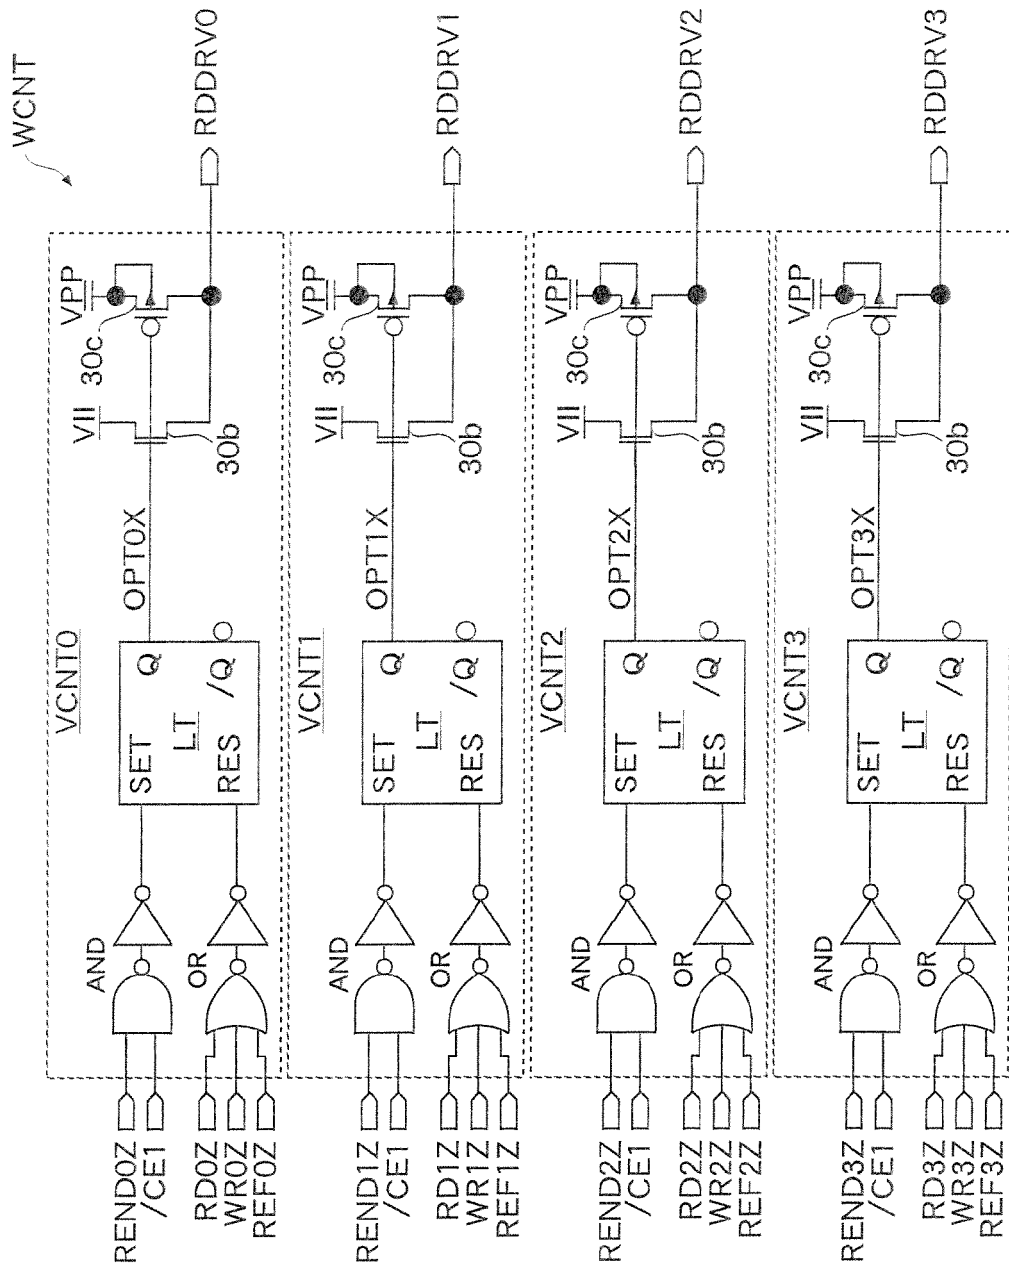 WCNT
VCNT0
REND0Z
/CE1
RD0Z
WR0Z
REF0Z
AND
OR
SET
RES
LT
Q
/Q
OPT0X
VII
30b
VPP
30c
RDDRV0
VCNT1
REND1Z
/CE1
RD1Z
WR1Z
REF1Z
AND
OR
SET
RES
LT
Q
/Q
OPT1X
VII
30b
VPP
30c
RDDRV1
VCNT2
REND2Z
/CE1
RD2Z
WR2Z
REF2Z
AND
OR
SET
RES
LT
Q
/Q
OPT2X
VII
30b
VPP
30c
RDDRV2
VCNT3
REND3Z
/CE1
RD3Z
WR3Z
REF3Z
AND
OR
SET
RES
LT
Q
/Q
OPT3X
VII
30b
VPP
30c
RDDRV3